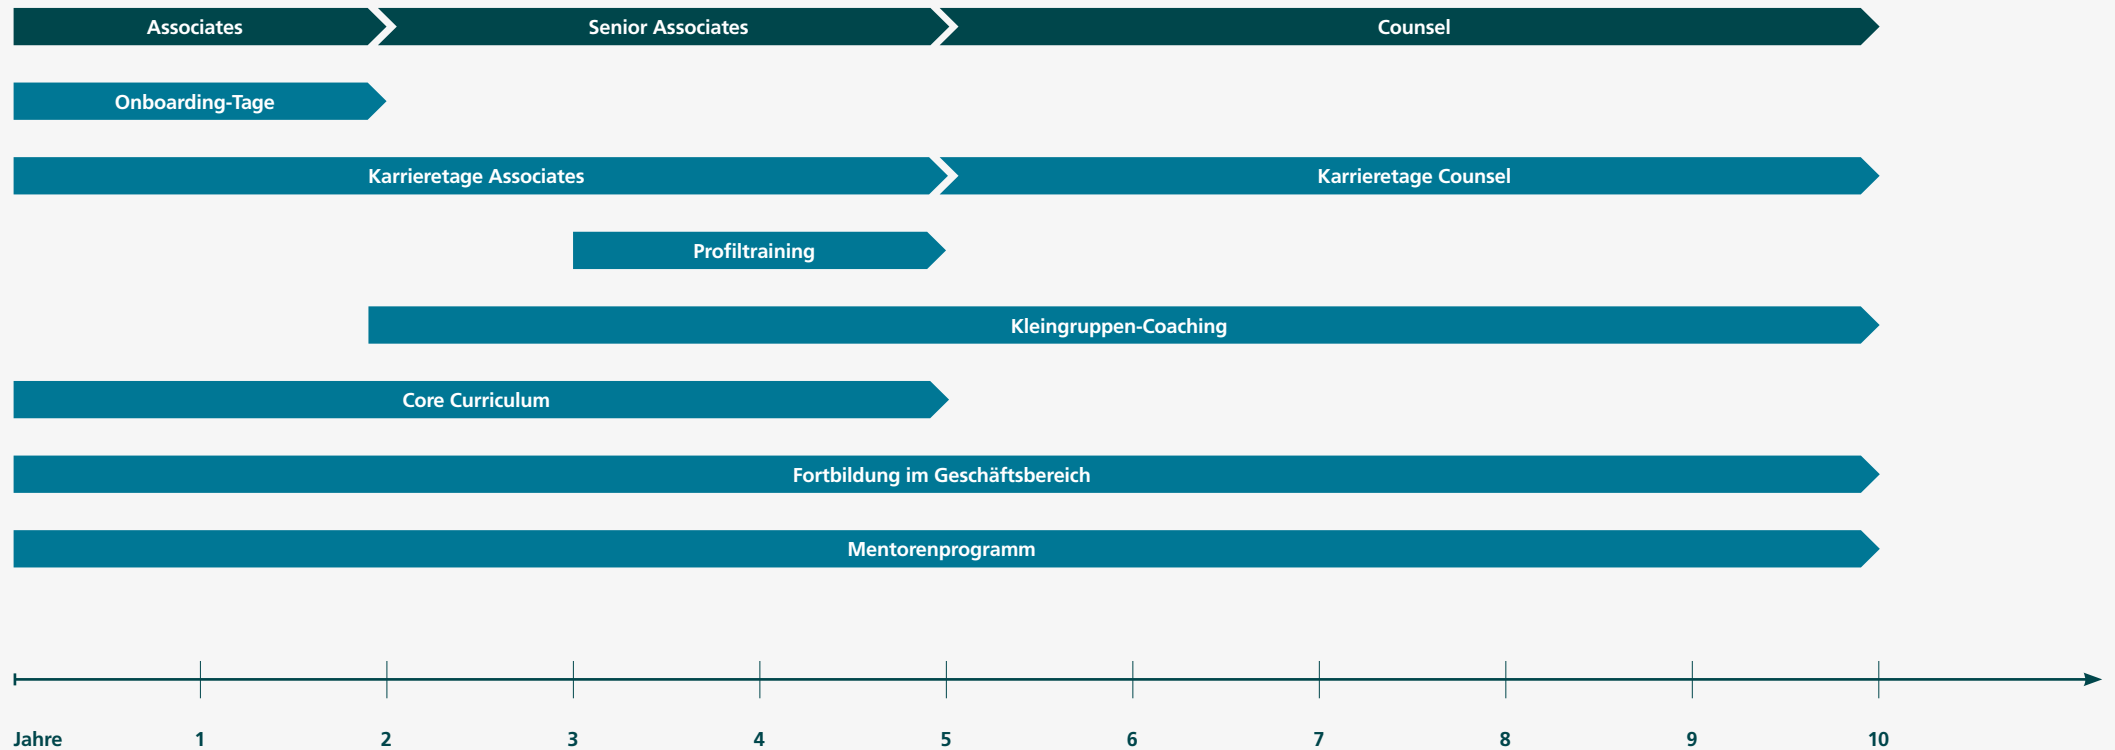 Associates
Senior Associates
Counsel
Onboarding-Tage
Karrieretage Associates
Karrieretage Counsel
Profiltraining
Kleingruppen-Coaching
Core Curriculum
Fortbildung im Geschäftsbereich
Mentorenprogramm
Jahre 1 2 3 4 5 6 7 8 9 10